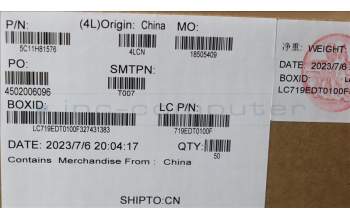 P/N:
5C11H81576
(4L)Origin: China
4LCN
MO:
18505409
PO:
4502006096
SMTPN:
T007
BOXID:
LC719EDT0100F327431383
LC P/N:
719EDT0100F
DATE: 2023/7/6 20:04:17
QTY:
50
Contains Merchandise From: China
SHIPTO:CN
净重: WEIGHT:
DATE: 2023/7/6
BOXID:
LC719EDT0100F
ipc-computer